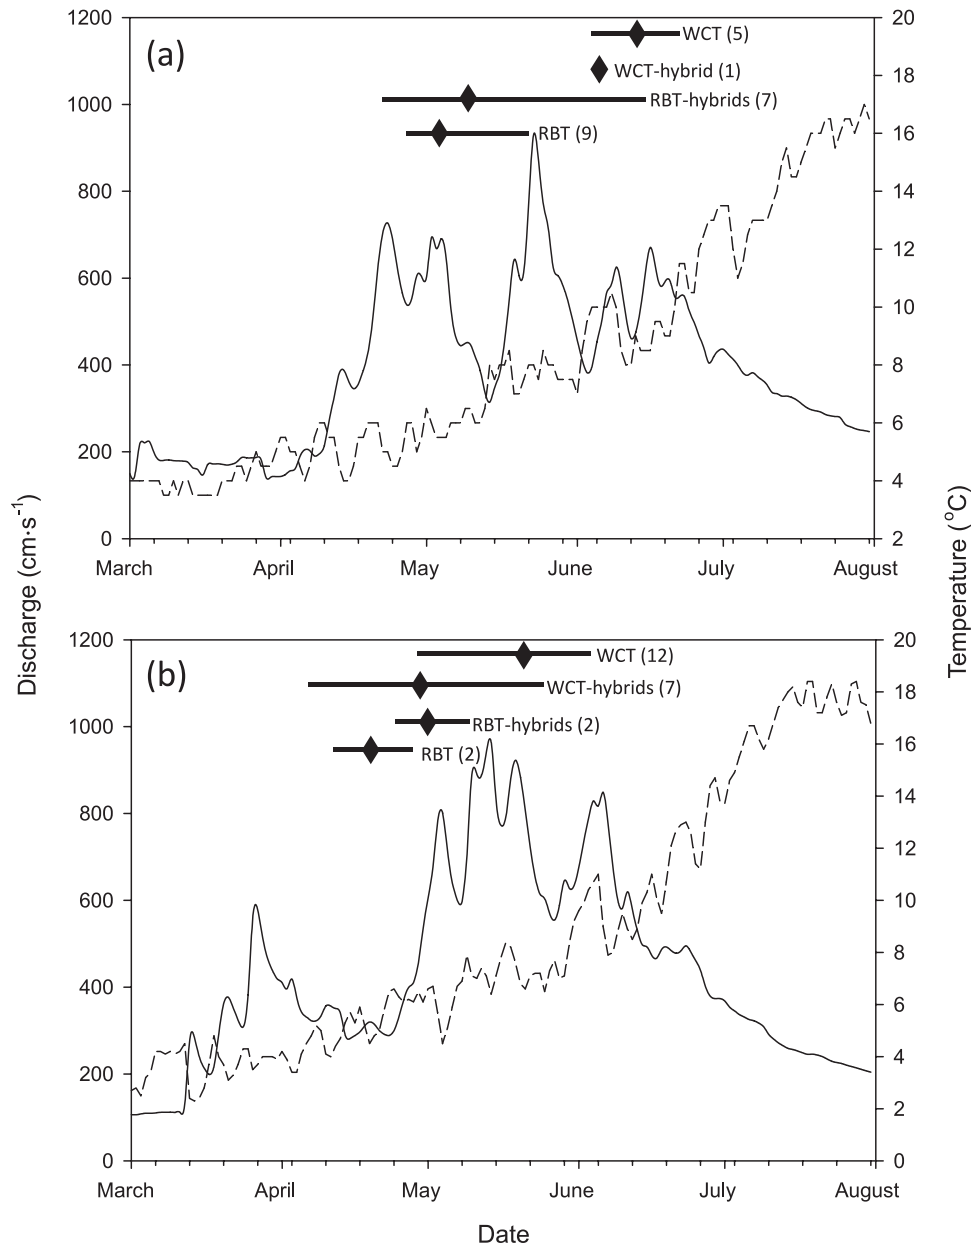 1200 20
(a) WCT (5)
18
WCT-hybrid (1)
1000 RBT-hybrids (7)
16
RBT (9)
800 14
12
600
10
400 8
6
200
4
0 2
March April May June July August
Discharge (cm·s⁻¹)
Temperature (°C)
1200 20
(b) WCT (12)
WCT-hybrids (7) 18
1000 RBT-hybrids (2)
16
RBT (2)
14
800
12
600 10
8
400
6
4
200
2
0 0
March April May June July August
Date